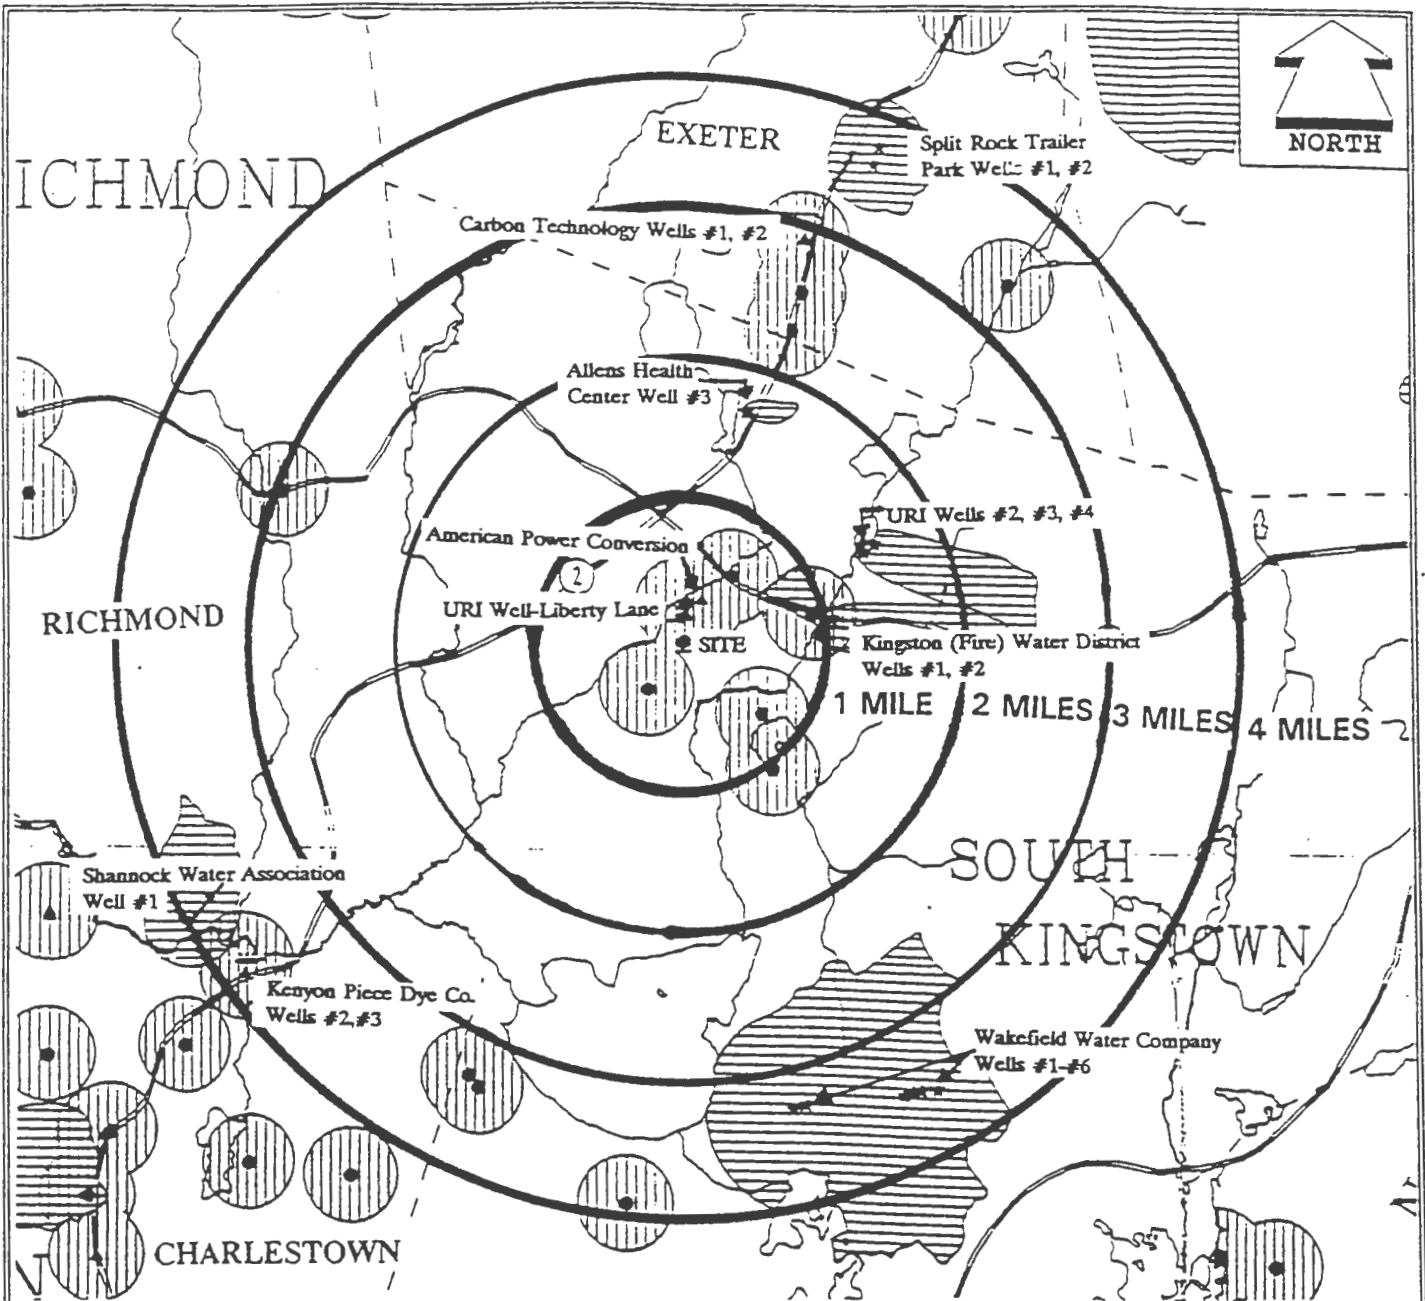 NORTH
EXETER
Split Rock Trailer
Park Wells #1, #2
ICHMOND
Carbon Technology Wells #1, #2
Allens Health
Center Well #3
URI Wells #2, #3, #4
American Power Conversion
2
URI Well-Liberty Lane
RICHMOND
SITE
Kingston (Fire) Water District
Wells #1, #2
1 MILE
2 MILES
3 MILES
4 MILES
SOUTH
KINGSTOWN
Shannock Water Association
Well #1
Kenyon Piece Dye Co.
Wells #2,#3
Wakefield Water Company
Wells #1-#6
CHARLESTOWN
N